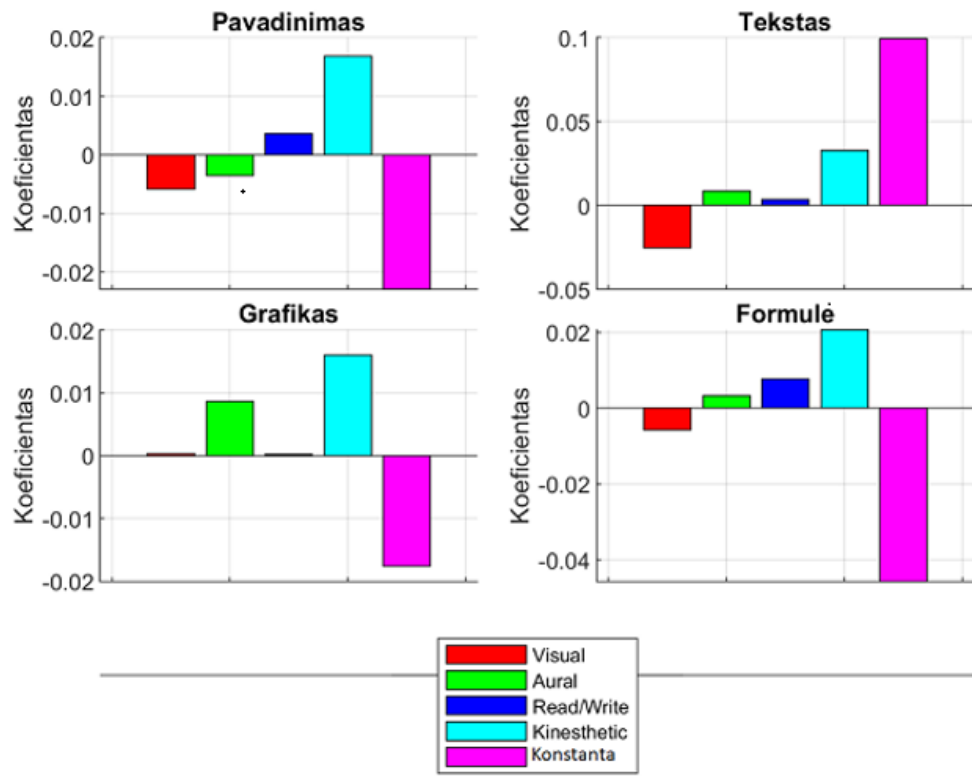 Pavadinimas
Koeficientas
0.02
0.01
0
-0.01
-0.02
Tekstas
Koeficientas
0.1
0.05
0
-0.05
Grafikas
Koeficientas
0.02
0.01
0
-0.01
-0.02
Formulė
Koeficientas
0.02
0
-0.02
-0.04
Visual
Aural
Read/Write
Kinesthetic
Konstanta